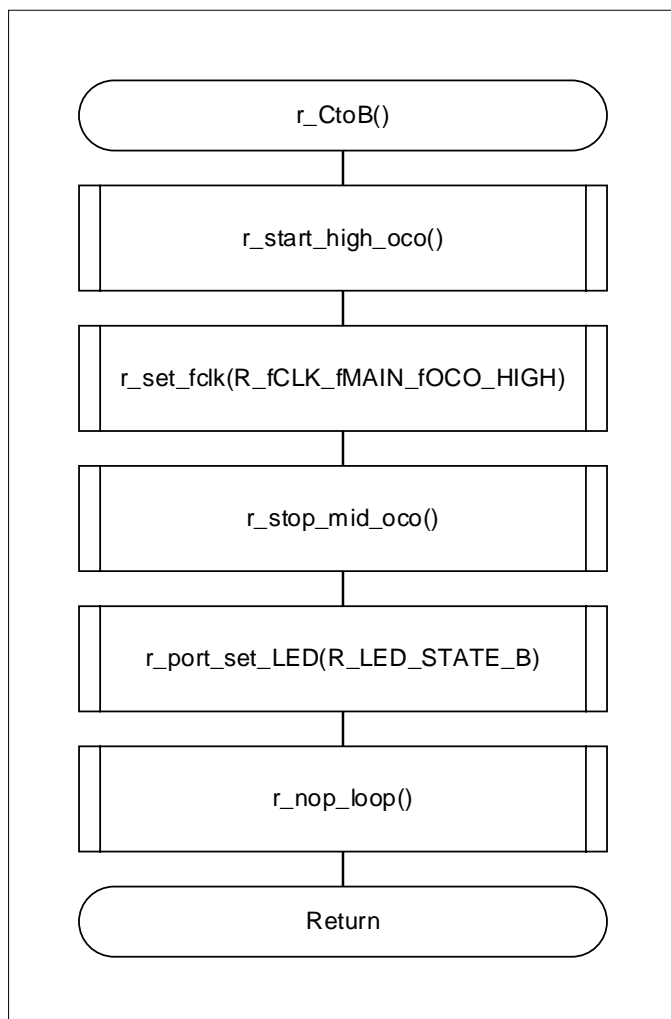 r_CtoB()
r_start_high_oco()
r_set_fclk(R_fCLK_fMAIN_fOCO_HIGH)
r_stop_mid_oco()
r_port_set_LED(R_LED_STATE_B)
r_nop_loop()
Return